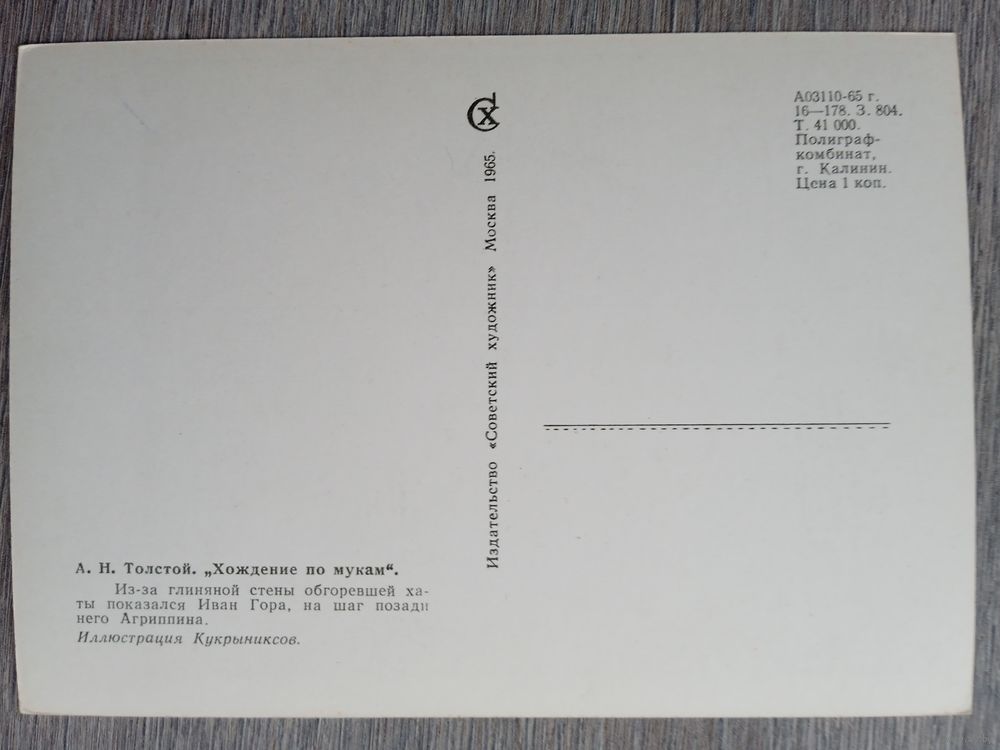 А. Н. Толстой. „Хождение по мукам“.
Из-за глиняной стены обгоревшей ха-
ты показался Иван Гора, на шаг позади
него Агриппина.
Иллюстрация Кукрыниксов.
СХ
Издательство «Советский художник» Москва 1965.
А03110-65 г.
16—178. З. 804.
Т. 41 000.
Полиграф-
комбинат,
г. Калинин.
Цена 1 коп.